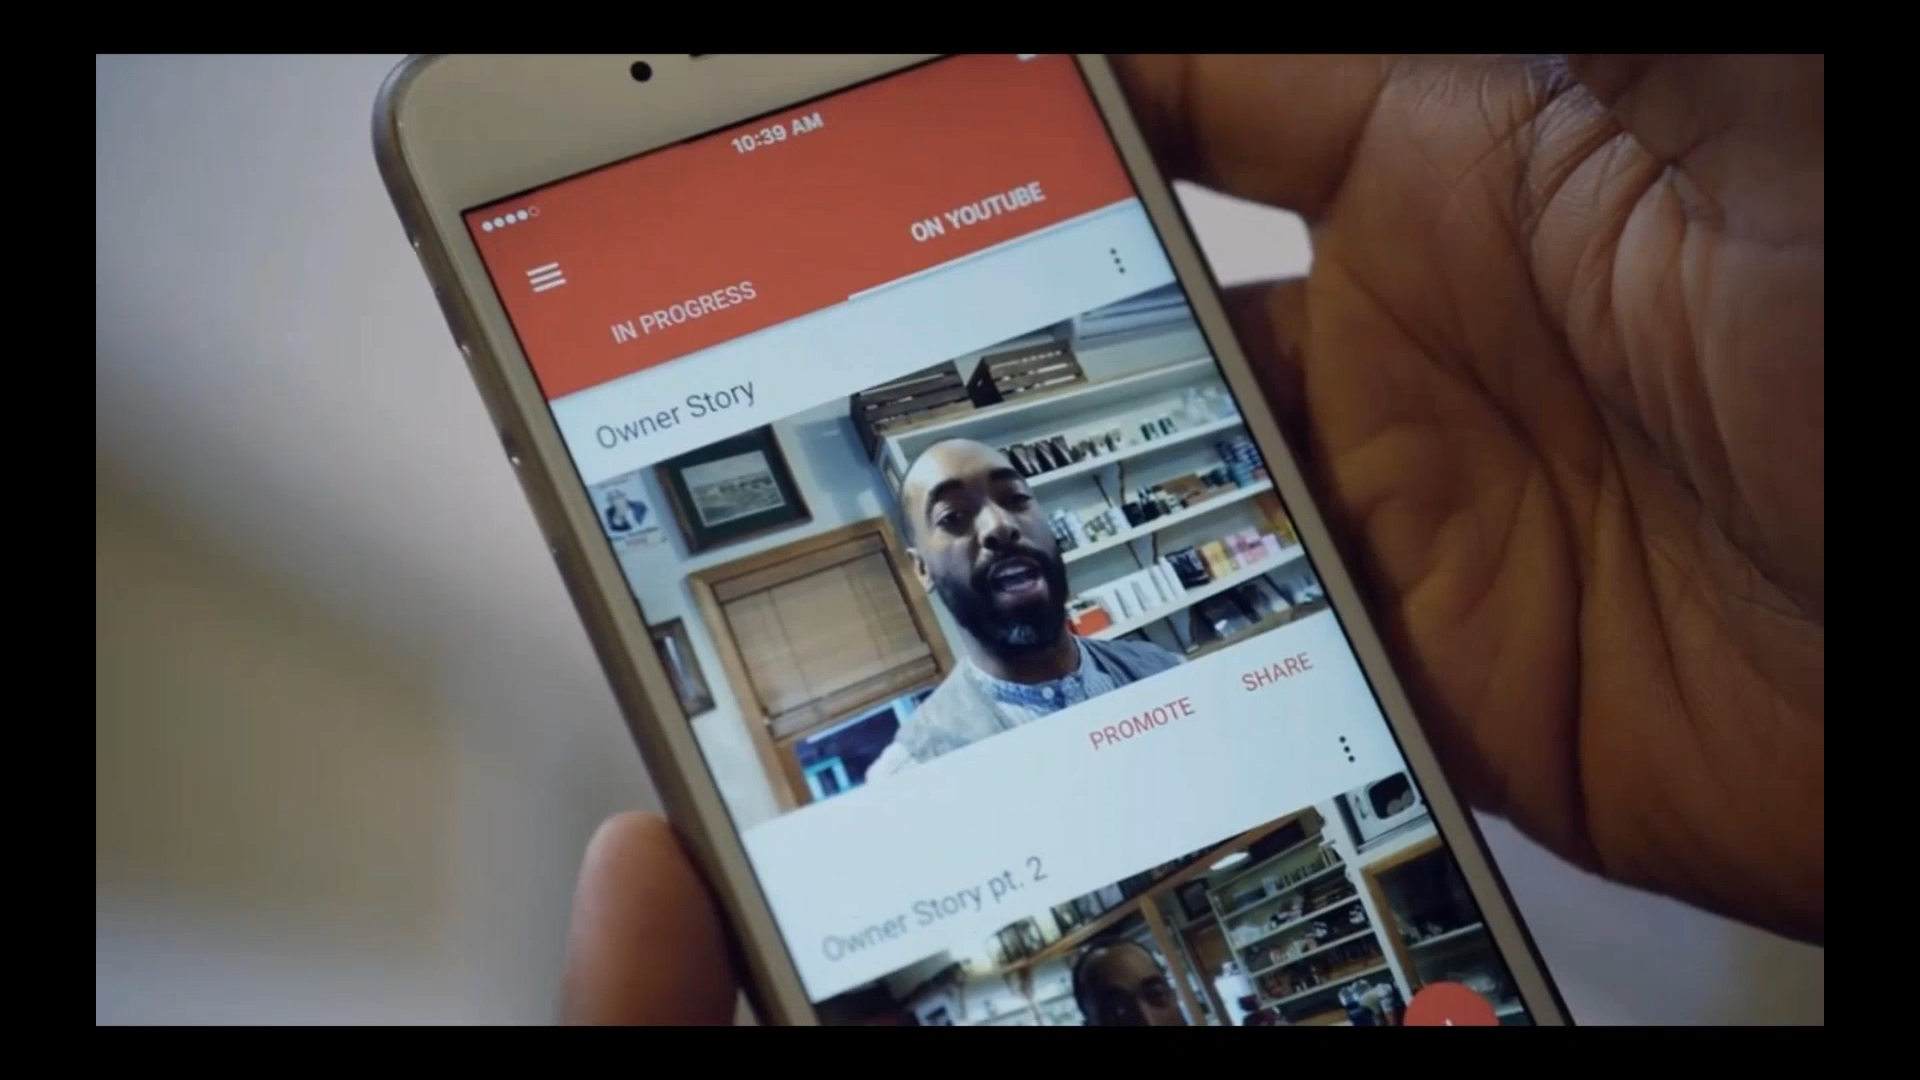 10:39 AM
IN PROGRESS
ON YOUTUBE
Owner Story
PROMOTE
SHARE
Owner Story pt. 2